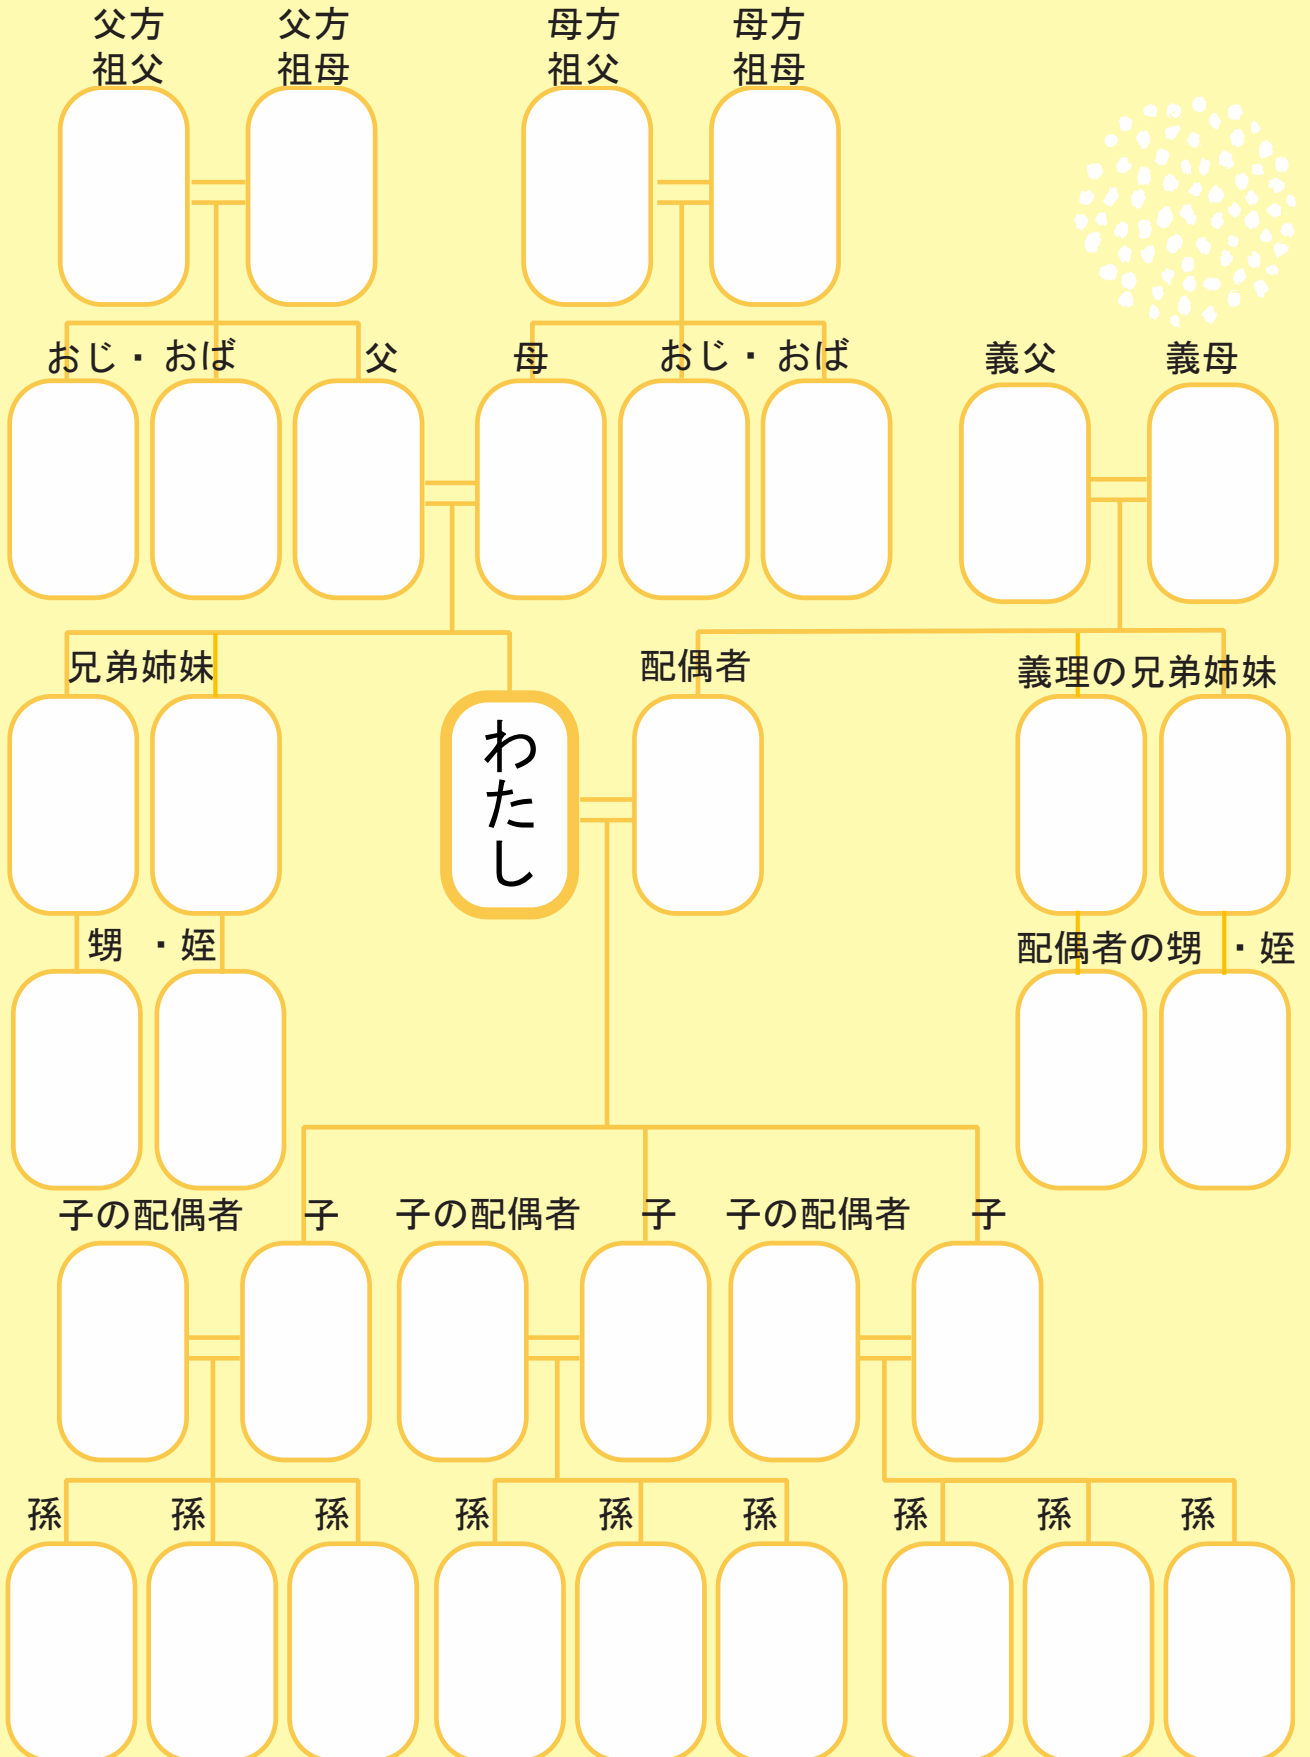 父方
祖父
父方
祖母
母方
祖父
母方
祖母
おじ・おば
父
母
おじ・おば
義父
義母
兄弟姉妹
わたし
配偶者
義理の兄弟姉妹
甥 ・姪
配偶者の甥 ・姪
子の配偶者
子
子の配偶者
子
子の配偶者
子
孫
孫
孫
孫
孫
孫
孫
孫
孫